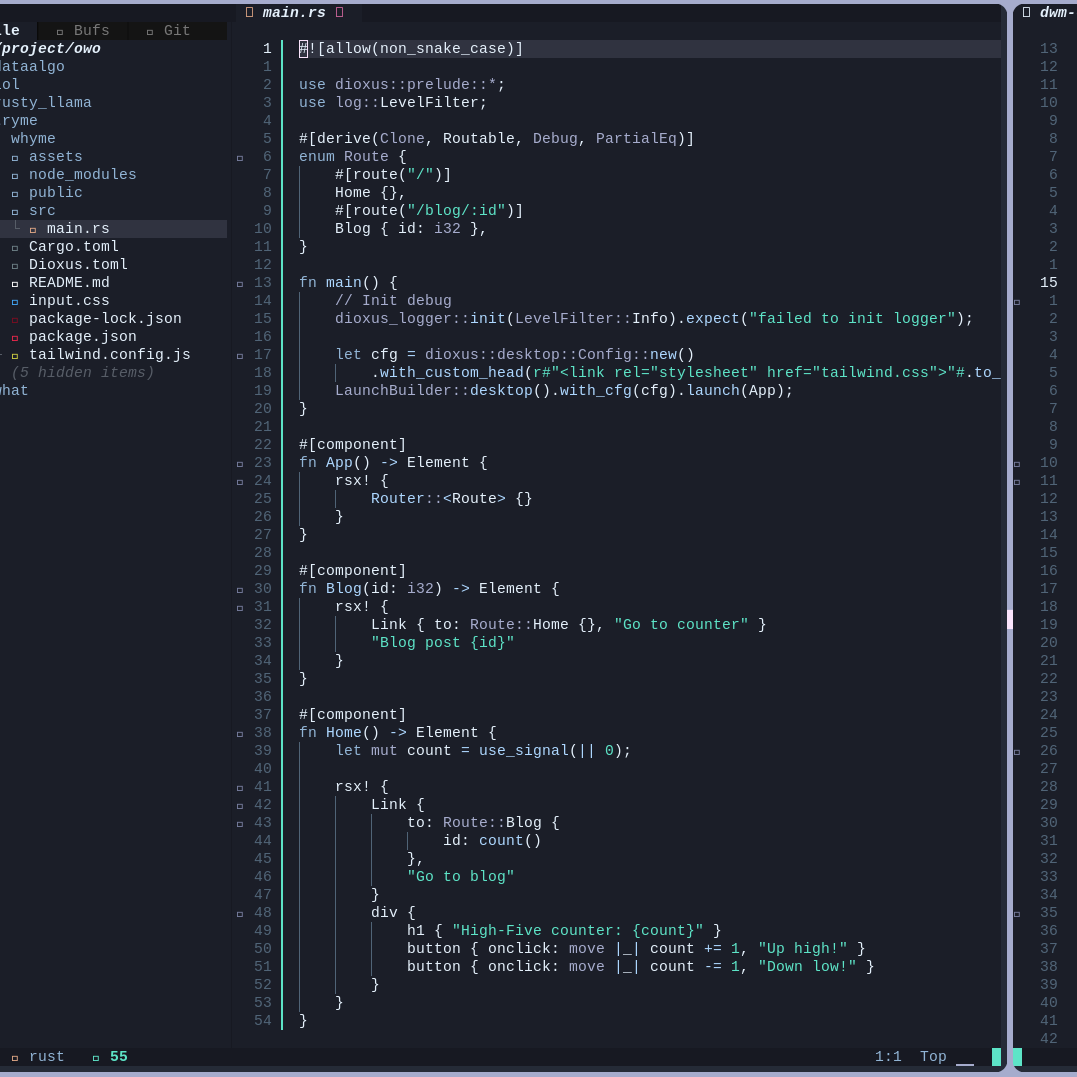 main.rs
dwm-
Bufs
Git
/project/owo
dataalgo
rusty_llama
whyme
assets
node_modules
public
src
main.rs
Cargo.toml
Dioxus.toml
README.md
input.css
package-lock.json
package.json
tailwind.config.js
(5 hidden items)
1 #![allow(non_snake_case)]
1
2 use dioxus::prelude::*;
3 use log::LevelFilter;
4
5 #[derive(Clone, Routable, Debug, PartialEq)]
6 enum Route {
7 #[route("/")]
8 Home {},
9 #[route("/blog/:id")]
10 Blog { id: i32 },
11 }
12
13 fn main() {
14 // Init debug
15 dioxus_logger::init(LevelFilter::Info).expect("failed to init logger");
16
17 let cfg = dioxus::desktop::Config::new()
18 .with_custom_head(r#"<link rel="stylesheet" href="tailwind.css">"#.to_
19 LaunchBuilder::desktop().with_cfg(cfg).launch(App);
20 }
21
22 #[component]
23 fn App() -> Element {
24 rsx! {
25 Router::<Route> {}
26 }
27 }
28
29 #[component]
30 fn Blog(id: i32) -> Element {
31 rsx! {
32 Link { to: Route::Home {}, "Go to counter" }
33 "Blog post {id}"
34 }
35 }
36
37 #[component]
38 fn Home() -> Element {
39 let mut count = use_signal(|| 0);
40
41 rsx! {
42 Link {
43 to: Route::Blog {
44 id: count()
45 },
46 "Go to blog"
47 }
48 div {
49 h1 { "High-Five counter: {count}" }
50 button { onclick: move |_| count += 1, "Up high!" }
51 button { onclick: move |_| count -= 1, "Down low!" }
52 }
53 }
54 }
13
12
11
10
9
8
7
6
5
4
3
2
1
15
1
2
3
4
5
6
7
8
9
10
11
12
13
14
15
16
17
18
19
20
21
22
23
24
25
26
27
28
29
30
31
32
33
34
35
36
37
38
39
40
41
42
rust 55
1:1 Top